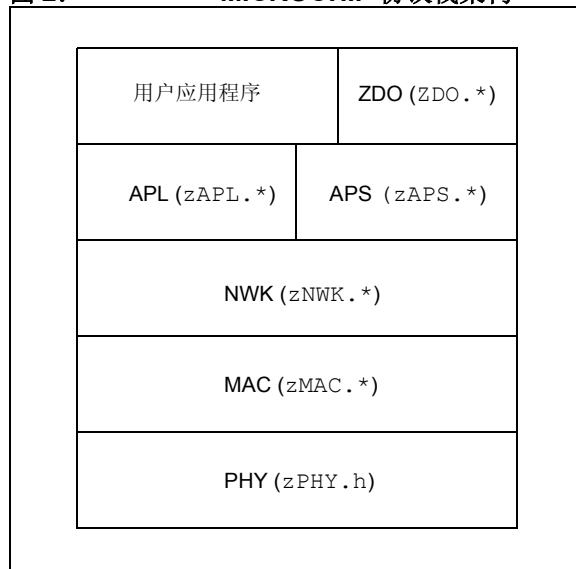 用户应用程序 ZDO (ZDO.*)
APL (zAPL.*) APS (zAPS.*)
NWK (zNWK.*)
MAC (zMAC.*)
PHY (zPHY.h)